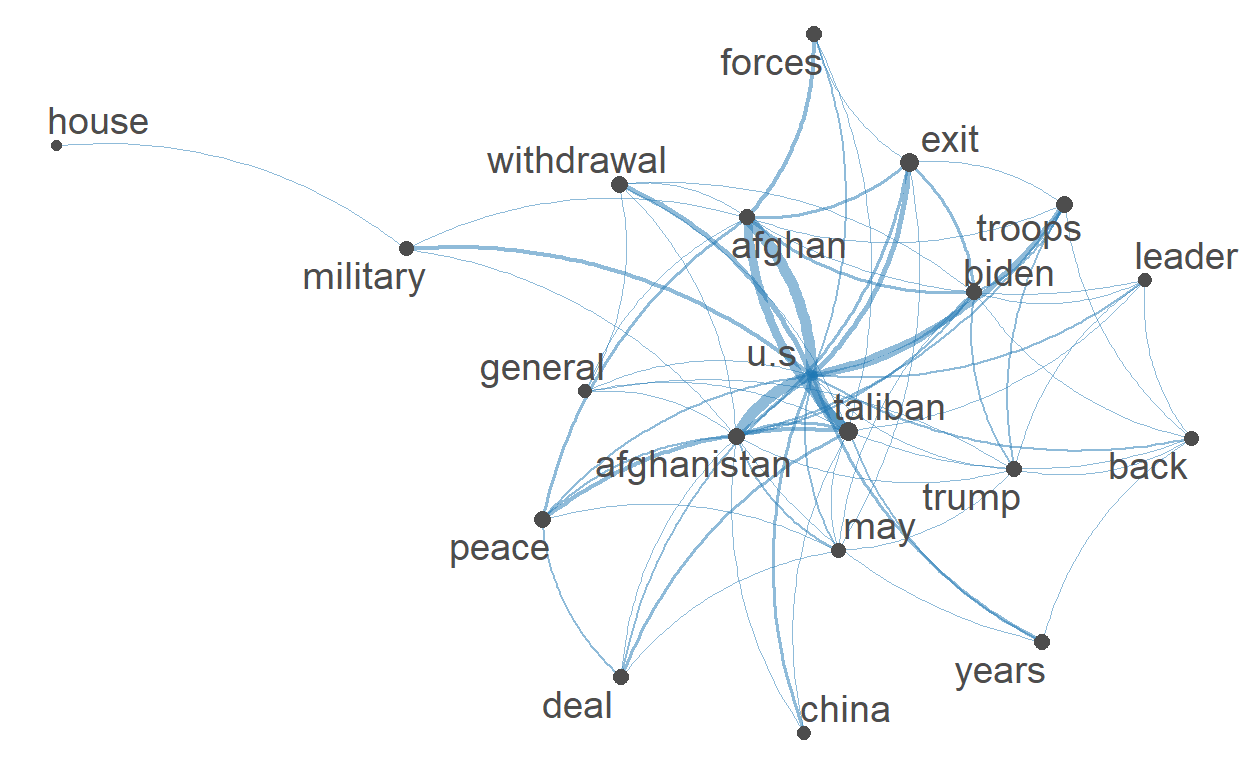 forces
house
exit
withdrawal
troops
afghan
leader
military
biden
u.s
general
taliban
afghanistan
back
trump
may
peace
years
deal
china